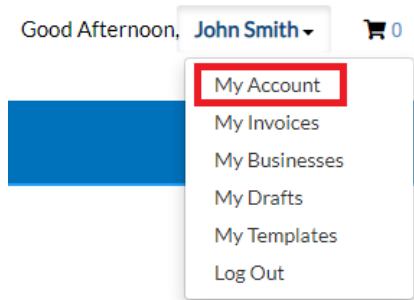 Good Afternoon, John Smith 0
My Account
My Invoices
My Businesses
My Drafts
My Templates
Log Out